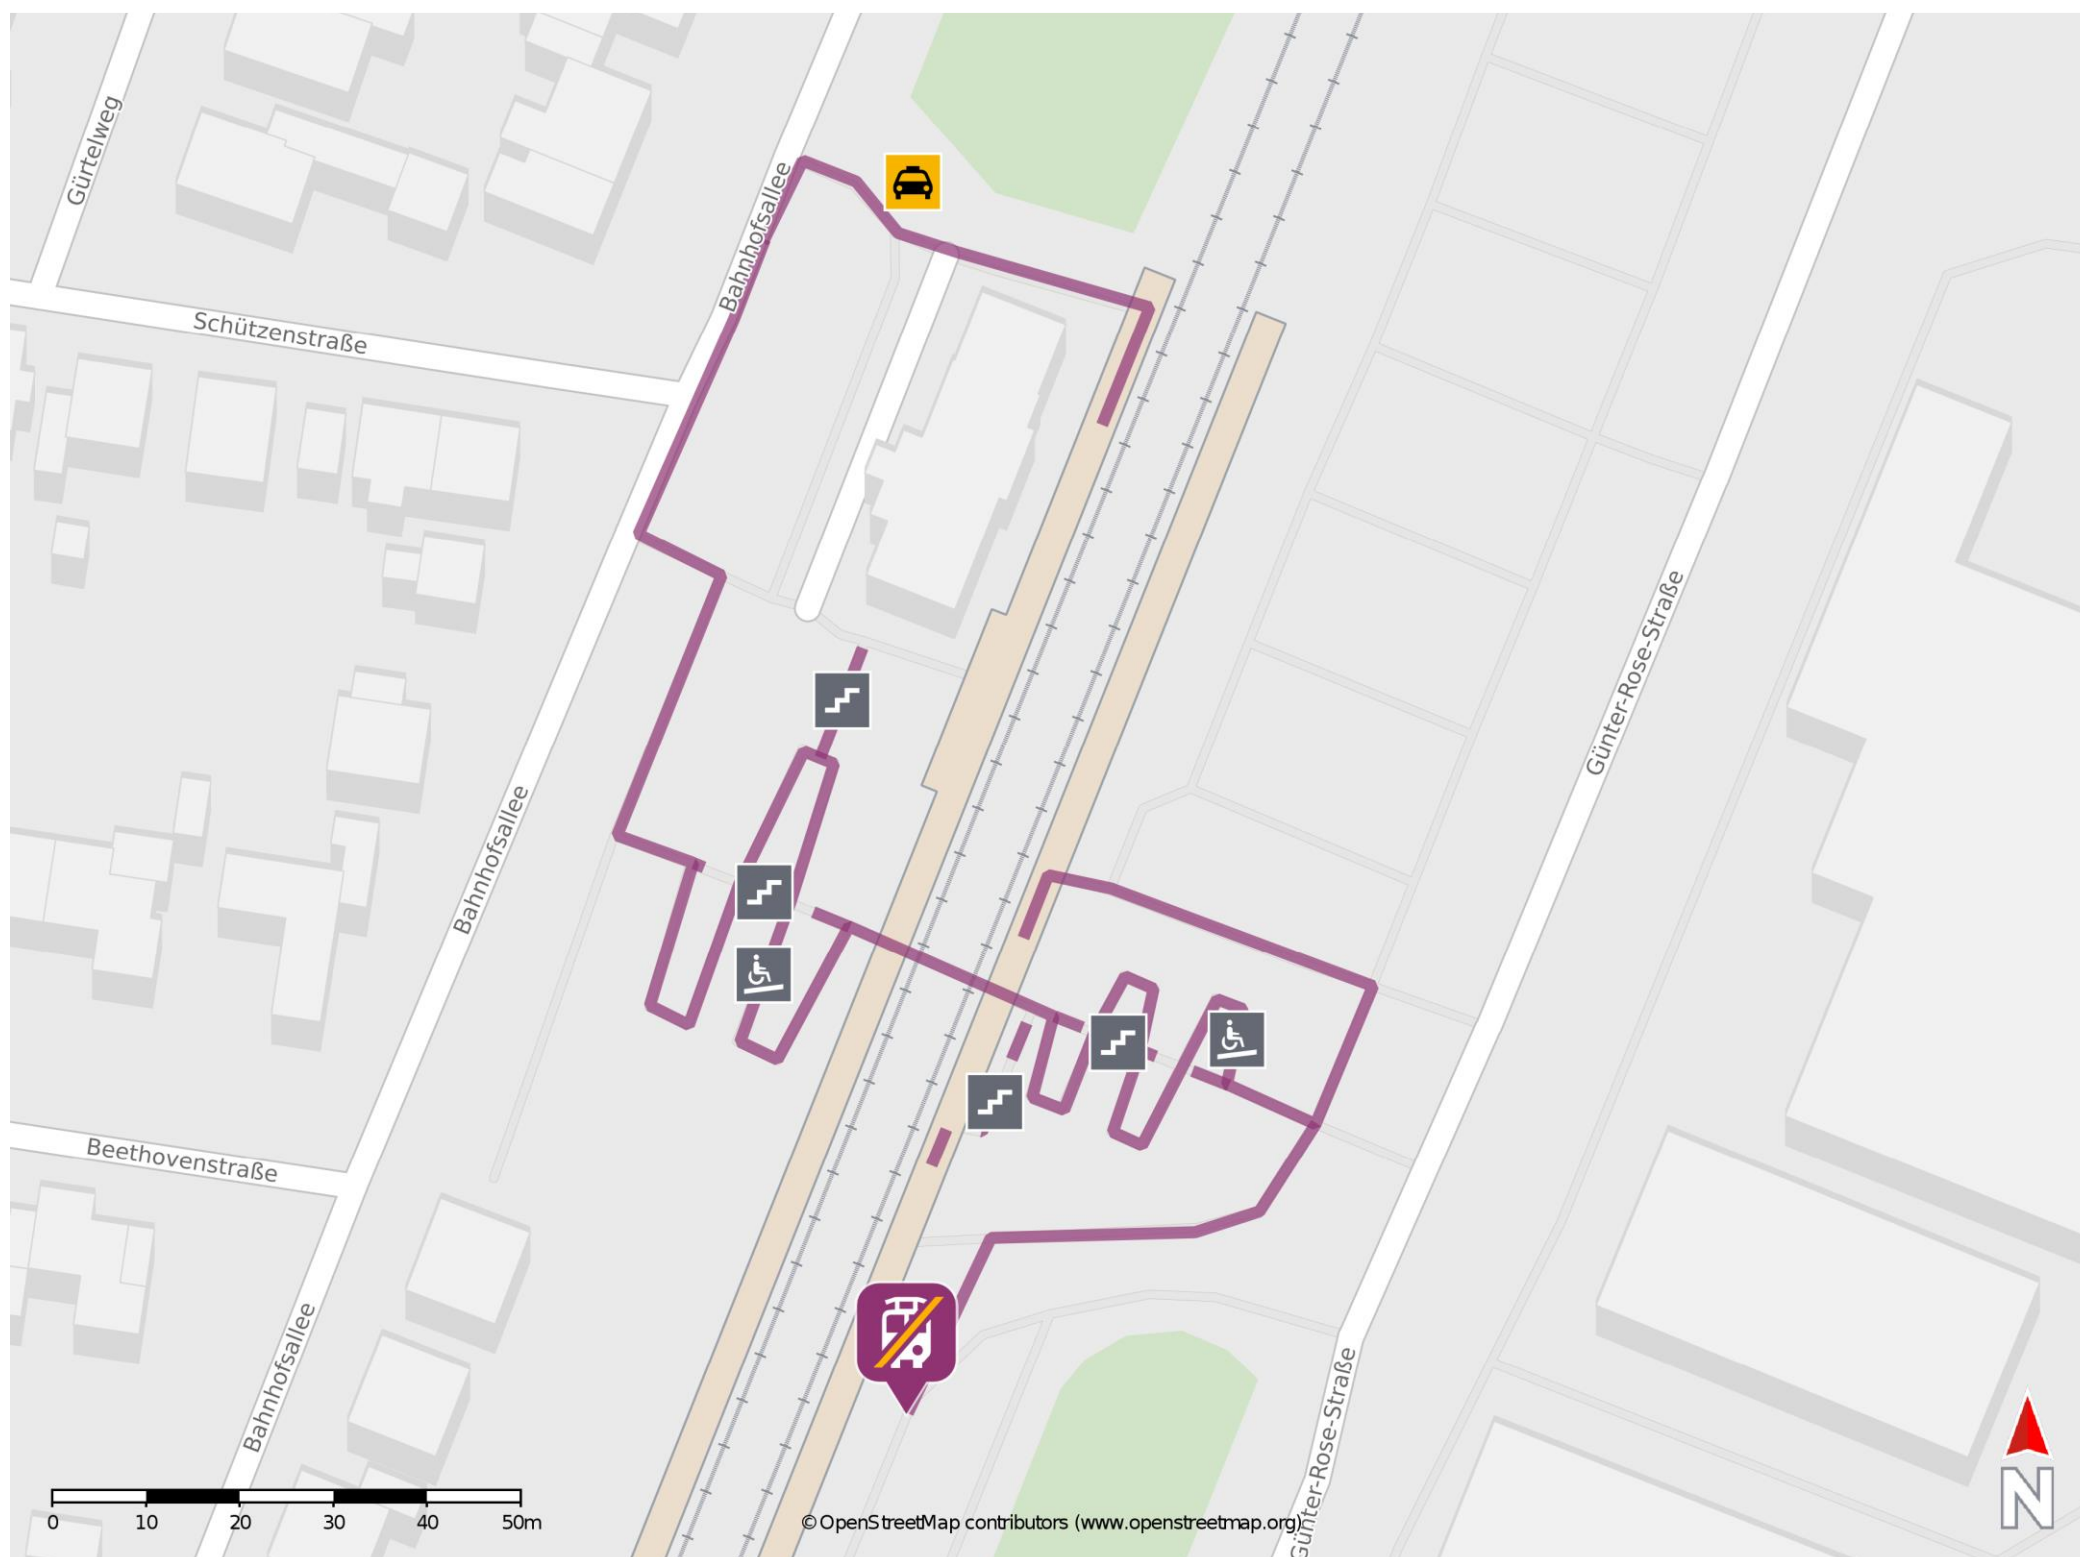 Gürtelweg
Bahnhofsallee
Schützenstraße
Günter-Rose-Straße
Bahnhofsallee
Beethovenstraße
Bahnhofsallee
Günter-Rose-Straße
0 10 20 30 40 50m
© OpenStreetMap contributors (www.openstreetmap.org)
N